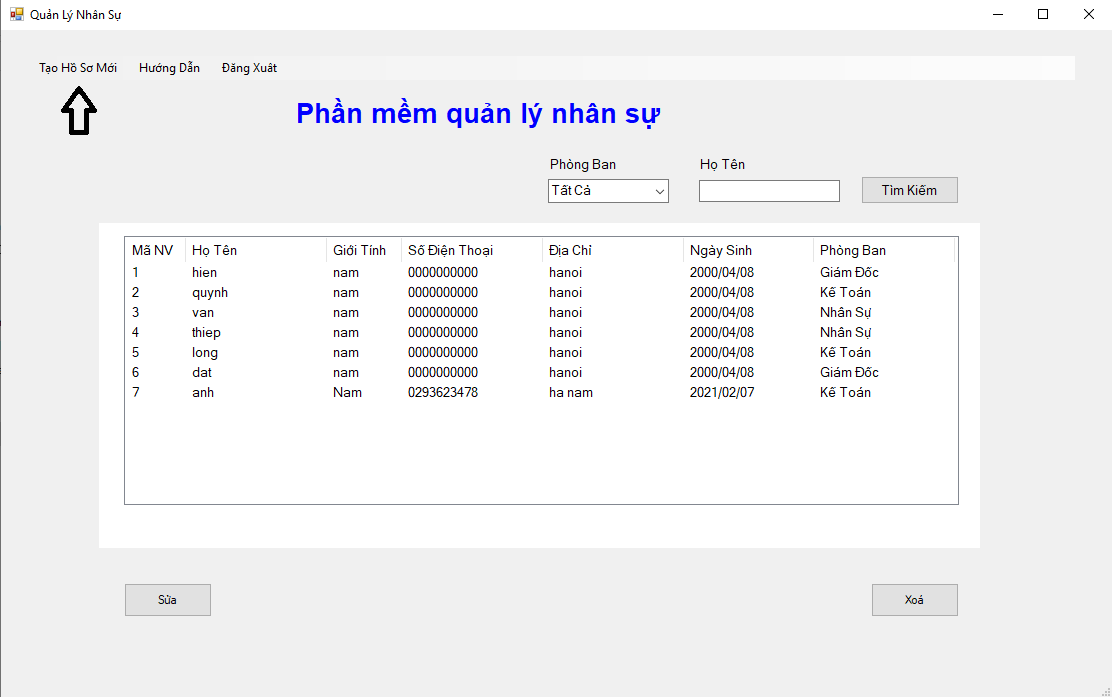 Quản Lý Nhân Sự
Tạo Hồ Sơ Mới Hướng Dẫn Đăng Xuất
Phần mềm quản lý nhân sự
Phòng Ban Họ Tên
Tất Cả Tìm Kiếm
Mã NV Họ Tên Giới Tính Số Điện Thoại Địa Chỉ Ngày Sinh Phòng Ban
1 hien nam 0000000000 hanoi 2000/04/08 Giám Đốc
2 quynh nam 0000000000 hanoi 2000/04/08 Kế Toán
3 van nam 0000000000 hanoi 2000/04/08 Nhân Sự
4 thiep nam 0000000000 hanoi 2000/04/08 Nhân Sự
5 long nam 0000000000 hanoi 2000/04/08 Kế Toán
6 dat nam 0000000000 hanoi 2000/04/08 Giám Đốc
7 anh Nam 0293623478 ha nam 2021/02/07 Kế Toán
Sửa Xoá